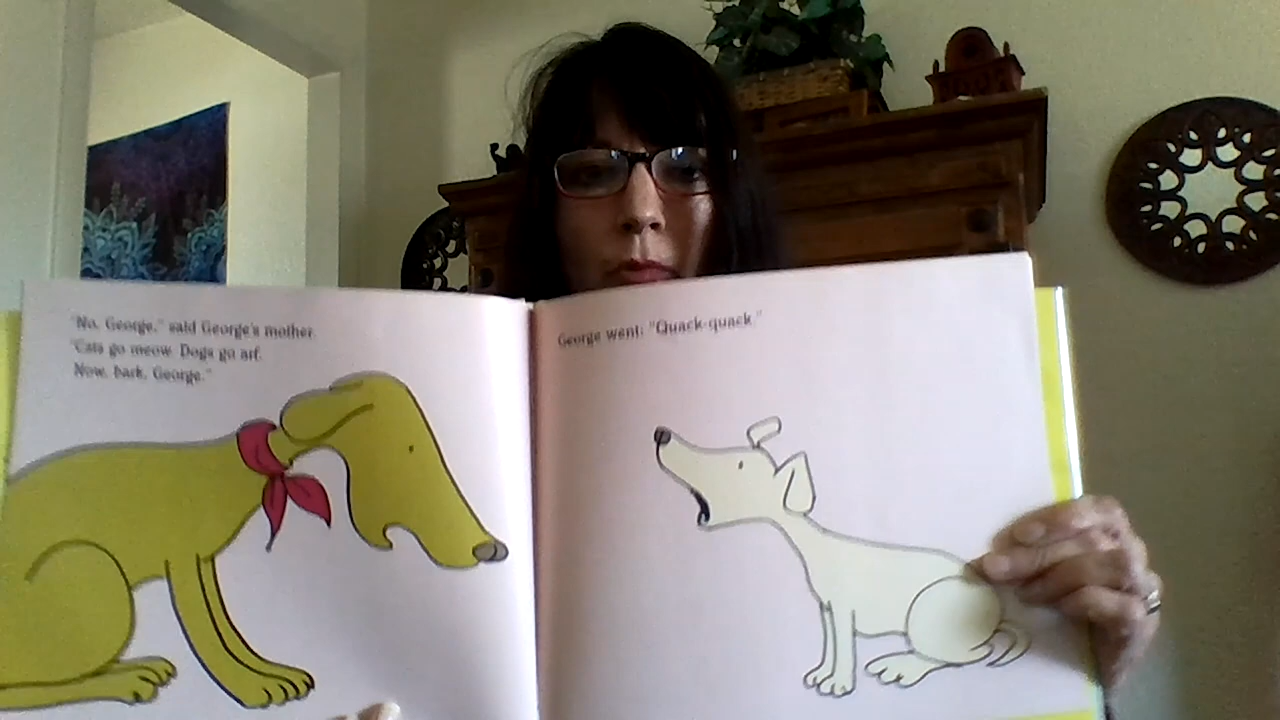 "No, George," said George's mother.
"Cats go meow. Dogs go arf.
Now, bark, George."
George went: "Quack-quack."